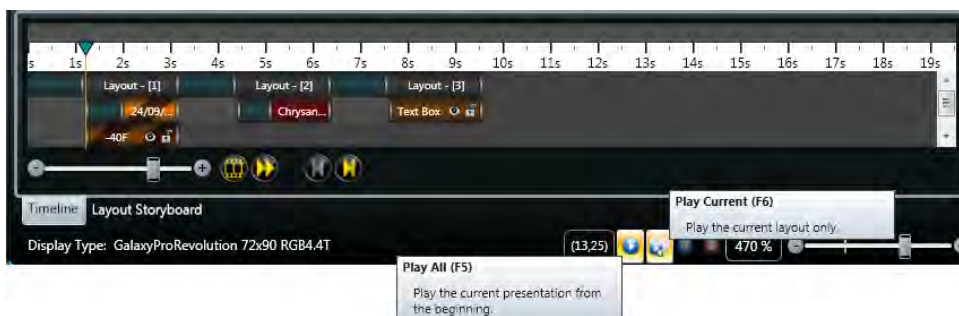 s 1s 2s 3s 4s 5s 6s 7s 8s 9s 10s 11s 12s 13s 14s 15s 16s 17s 18s 19s
Layout - [1] Layout - [2] Layout - [3]
24/09/... Chrysan... Text Box
-40F
Timeline Layout Storyboard
Play Current (F6)
Play the current layout only.
Display Type: GalaxyProRevolution 72x90 RGB4.4T (13,25) 470 %
Play All (F5)
Play the current presentation from
the beginning.